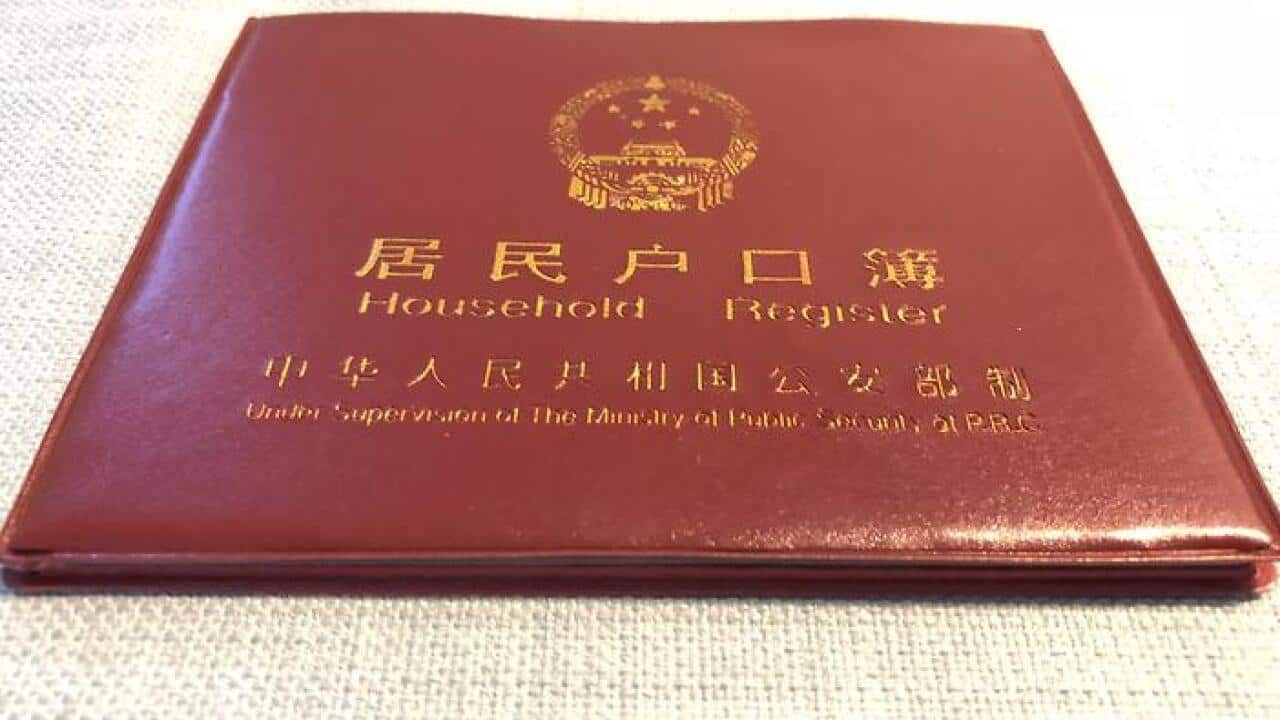 居民户口簿
Household Register
中华人民共和国公安部制
Under Supervision of The Ministry of Public Security at P.R.C